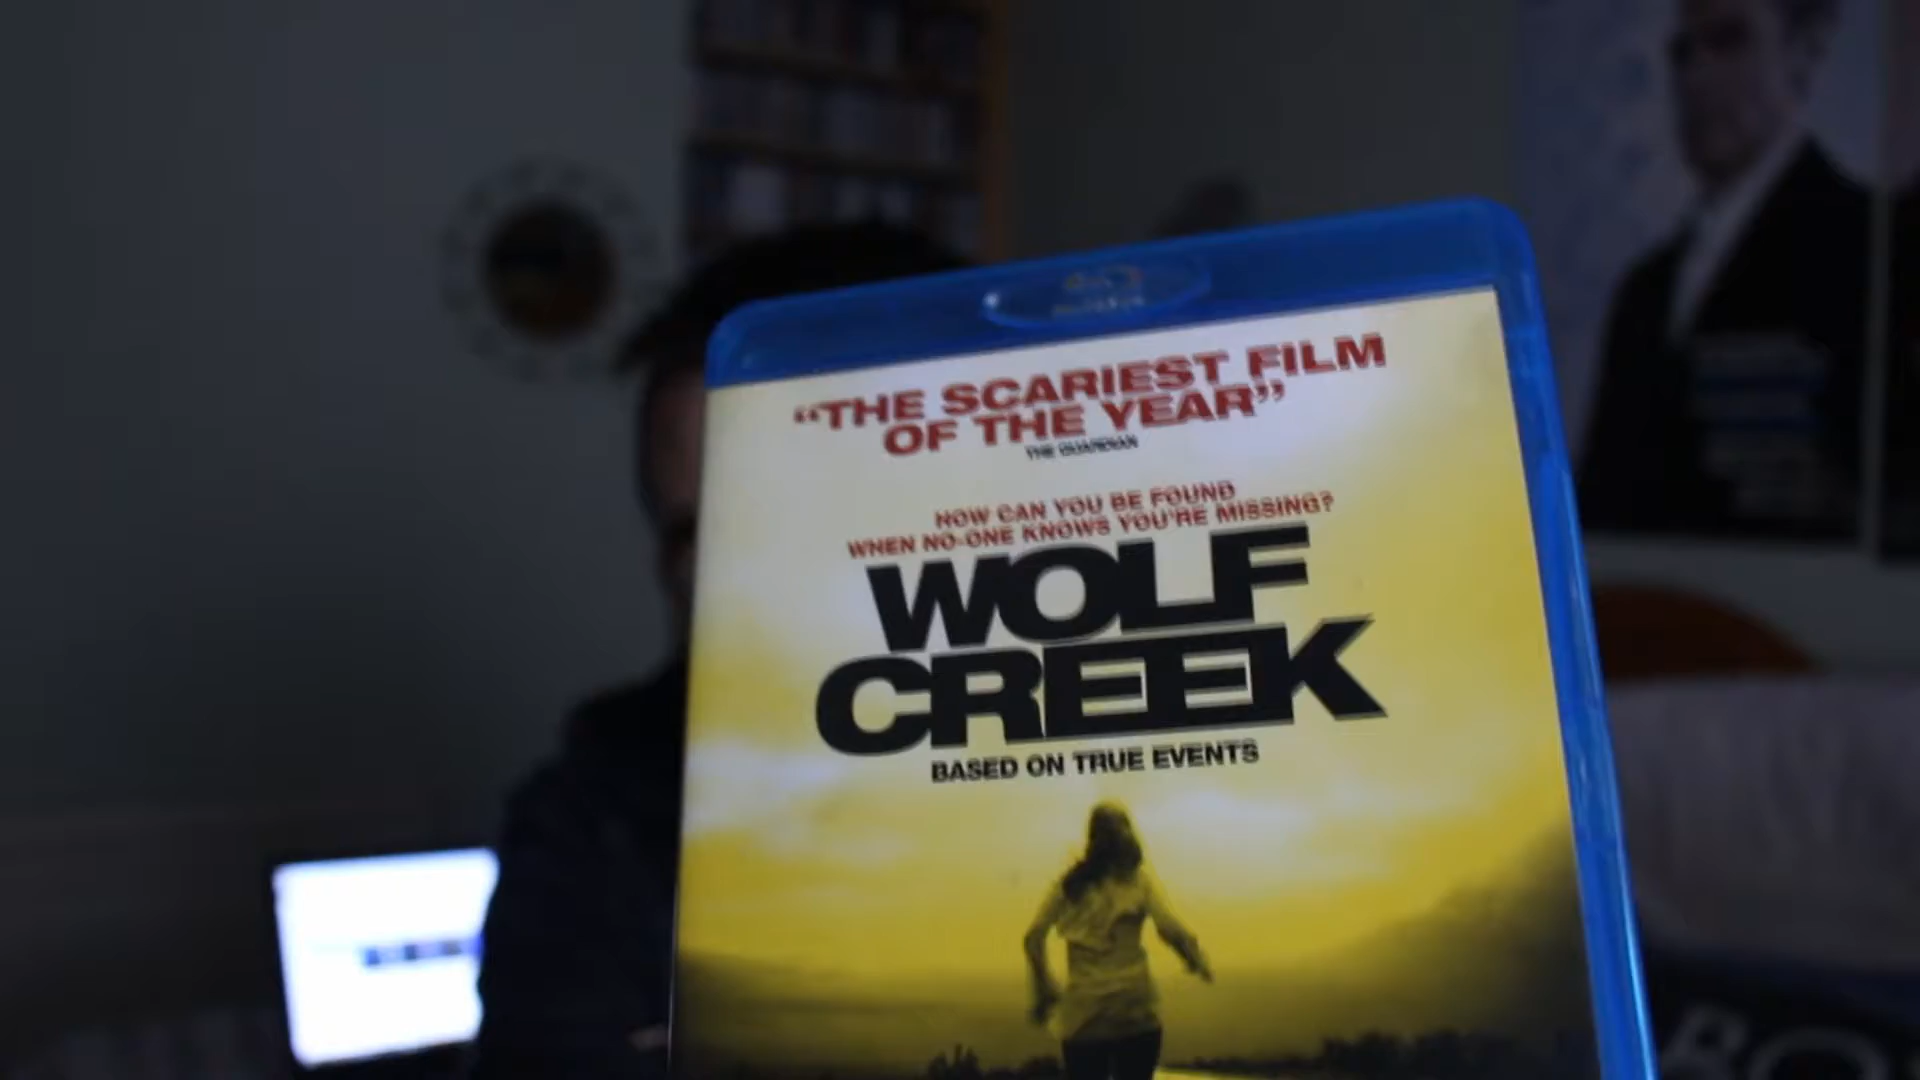 “THE SCARIEST FILM
OF THE YEAR”
THE GUARDIAN
HOW CAN YOU BE FOUND
WHEN NO-ONE KNOWS YOU'RE MISSING?
WOLF
CREEK
BASED ON TRUE EVENTS